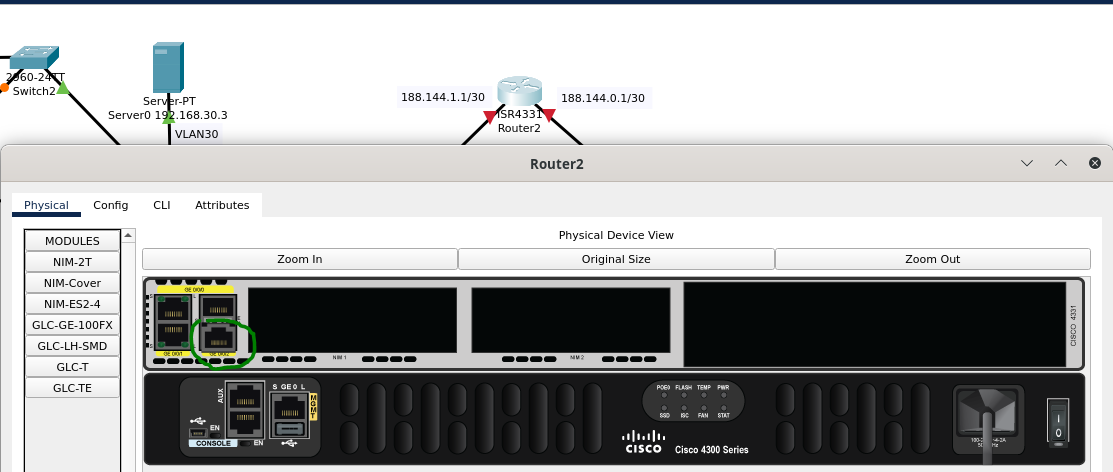 2960-24TT
Switch2
Server-PT
Server0 192.168.30.3
VLAN30
188.144.1.1/30
188.144.0.1/30
ISR4331
Router2
Router2
Physical
Config
CLI
Attributes
MODULES
NIM-2T
NIM-Cover
NIM-ES2-4
GLC-GE-100FX
GLC-LH-SMD
GLC-T
GLC-TE
Physical Device View
Zoom In
Original Size
Zoom Out
GE 0/0/0
GE 0/0/1
GE 0/0/2
NIM 1
NIM 2
CISCO 4331
AUX
EN
CONSOLE
EN
S GE 0 L
MGMT
POE0 FLASH TEMP PWR
SSD ISC FAN STAT
CISCO
Cisco 4300 Series
I
O